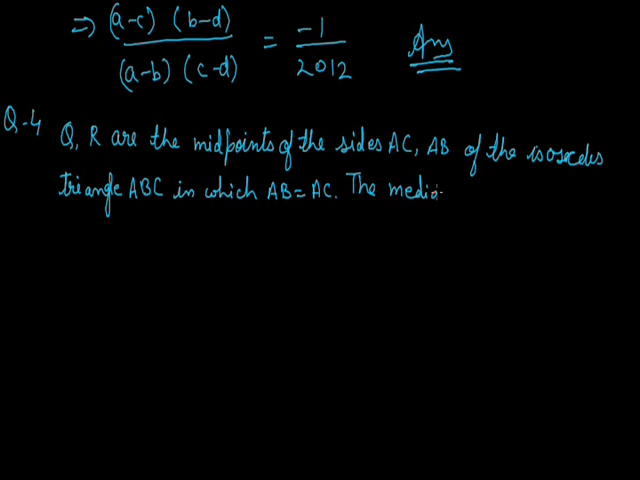 ⇒ (a-c) (b-d) / (a-b) (c-d) = -1 / 2012 Ans
Q-4 Q, R are the midpoints of the sides AC, AB of the isosceles
triangle ABC in which AB = AC. The media